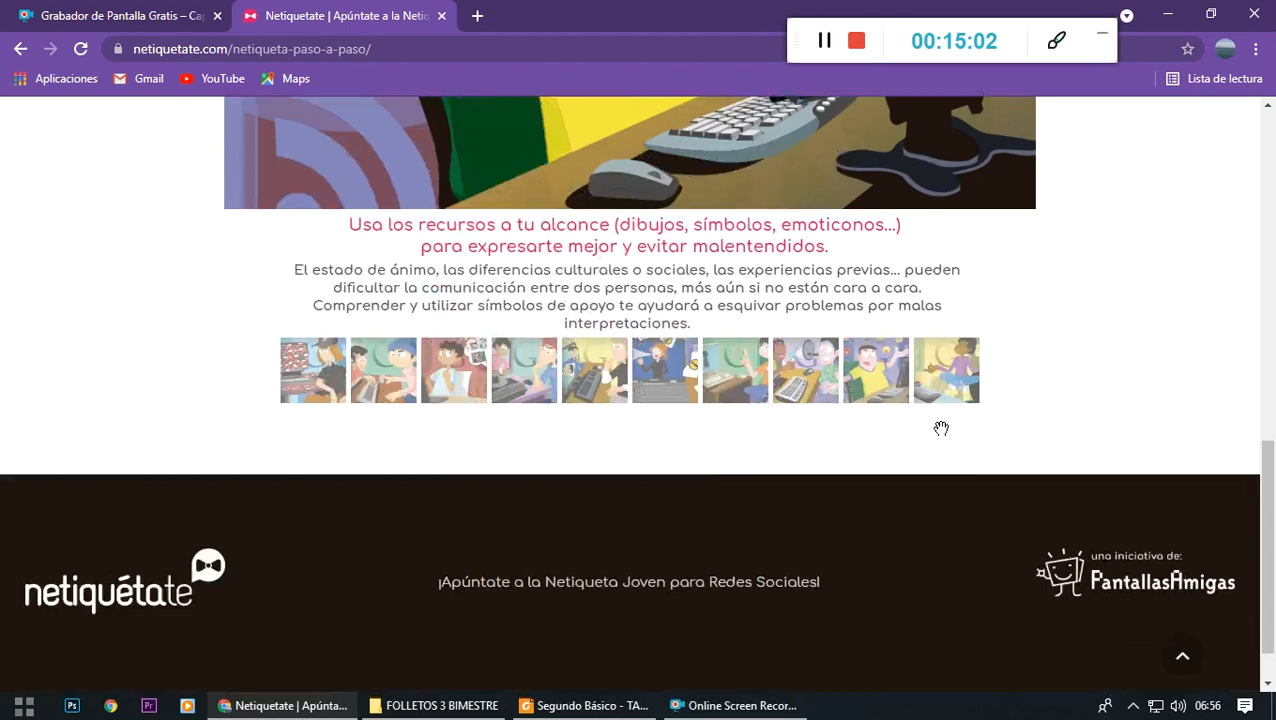 Grabador de Pantalla Gratis – Cap
Netiquetate | Apúntate a la Netiq
00:15:02
netiquetate.com/netiqueta-paso-a-paso/
Aplicaciones
Gmail
YouTube
Maps
Lista de lectura
Usa los recursos a tu alcance (dibujos, símbolos, emoticonos...)
para expresarte mejor y evitar malentendidos.
El estado de ánimo, las diferencias culturales o sociales, las experiencias previas... pueden
dificultar la comunicación entre dos personas, más aún si no están cara a cara.
Comprender y utilizar símbolos de apoyo te ayudará a esquivar problemas por malas
interpretaciones.
netiquétate
¡Apúntate a la Netiqueta Joven para Redes Sociales!
una iniciativa de:
PantallasAmigas
Ps
Pr
Netiquetate | Apúnta...
FOLLETOS 3 BIMESTRE
Segundo Básico - TA...
Online Screen Recor...
06:56